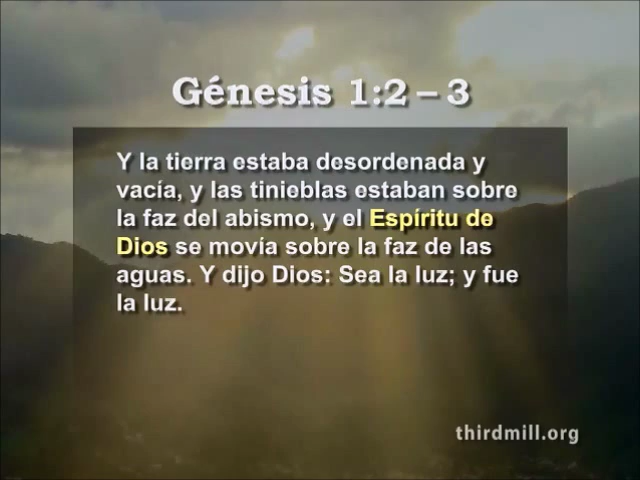 Génesis 1:2 – 3
Y la tierra estaba desordenada y
vacía, y las tinieblas estaban sobre
la faz del abismo, y el Espíritu de
Dios se movía sobre la faz de las
aguas. Y dijo Dios: Sea la luz; y fue
la luz.
thirdmill.org